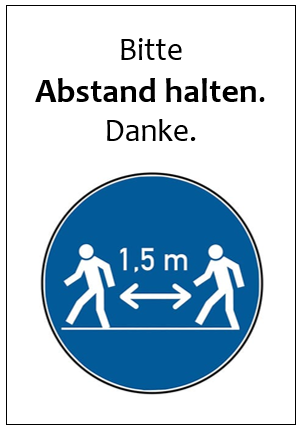 Bitte
Abstand halten.
Danke.
1,5 m